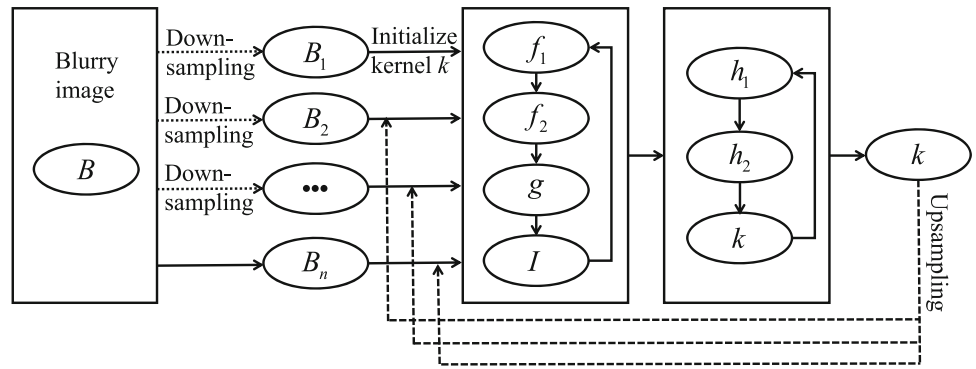 Blurry
image
B
Down-
sampling
Down-
sampling
Down-
sampling
B₁
B₂
•••
Bₙ
Initialize
kernel k
f₁
f₂
g
I
h₁
h₂
k
k
Upsampling